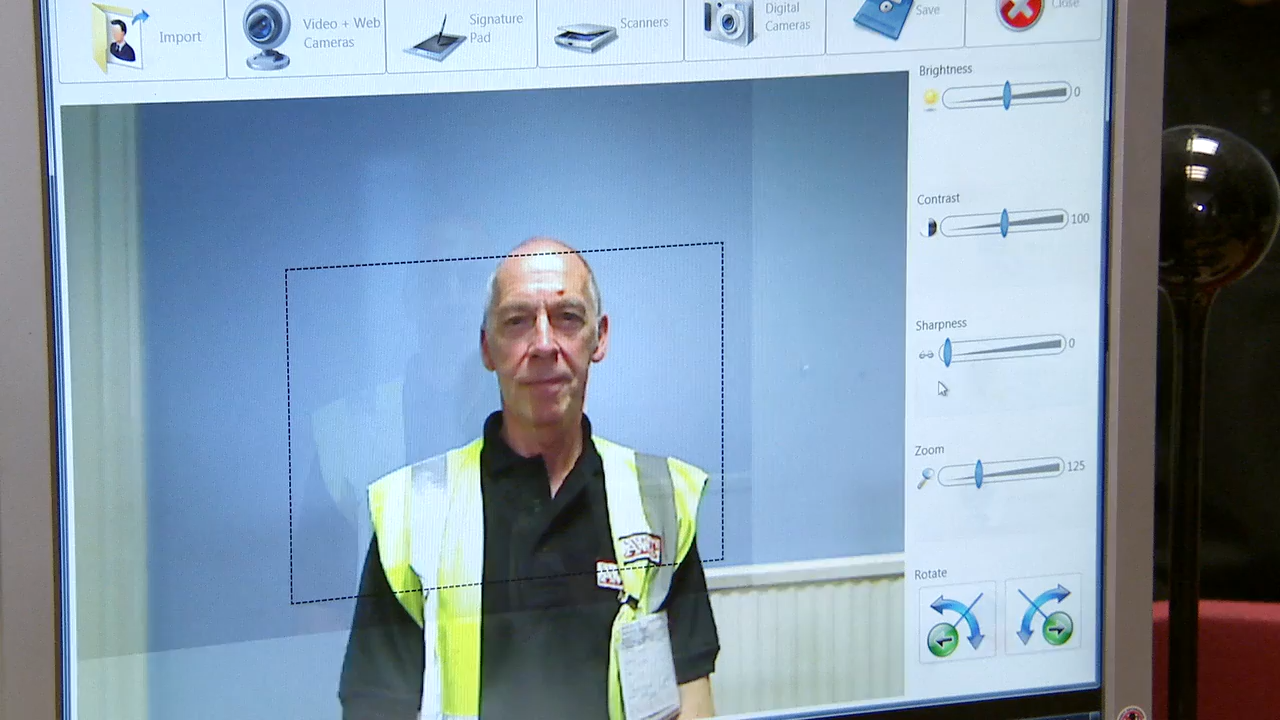 Import
Video + Web
Cameras
Signature
Pad
Scanners
Digital
Cameras
Save
Close
Brightness
0
Contrast
100
Sharpness
0
Zoom
125
Rotate